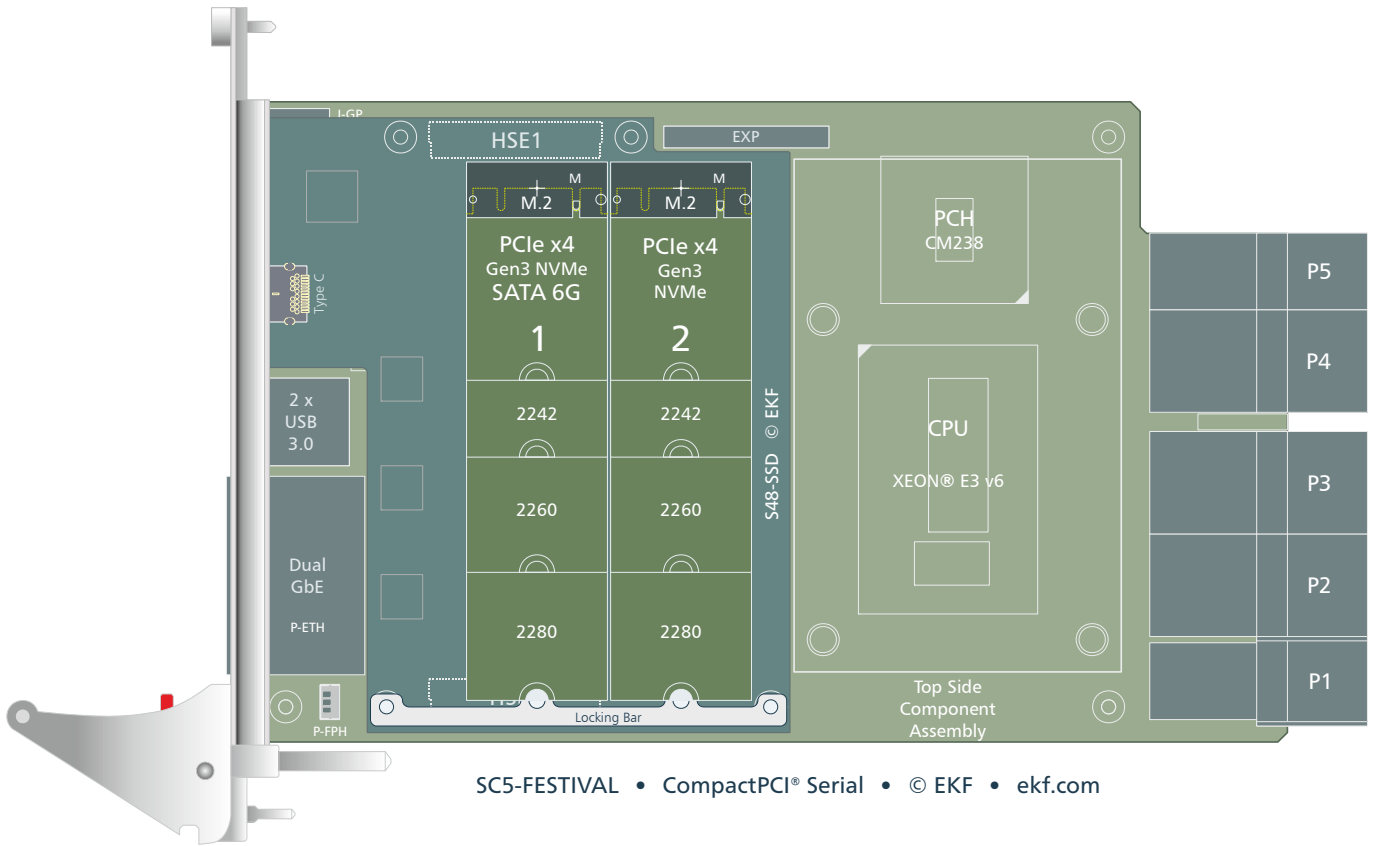 J-GP
HSE1
EXP
M
M
M.2
M.2
PCIe x4
Gen3 NVMe
SATA 6G
1
PCIe x4
Gen3
NVMe
2
PCH
CM238
P5
P4
Type C
2 x
USB
3.0
2242
2242
S48-SSD © EKF
CPU
XEON® E3 v6
P3
2260
2260
Dual
GbE
P-ETH
P2
2280
2280
P1
Top Side
Component
Assembly
Locking Bar
P-FPH
SC5-FESTIVAL • CompactPCI® Serial • © EKF • ekf.com